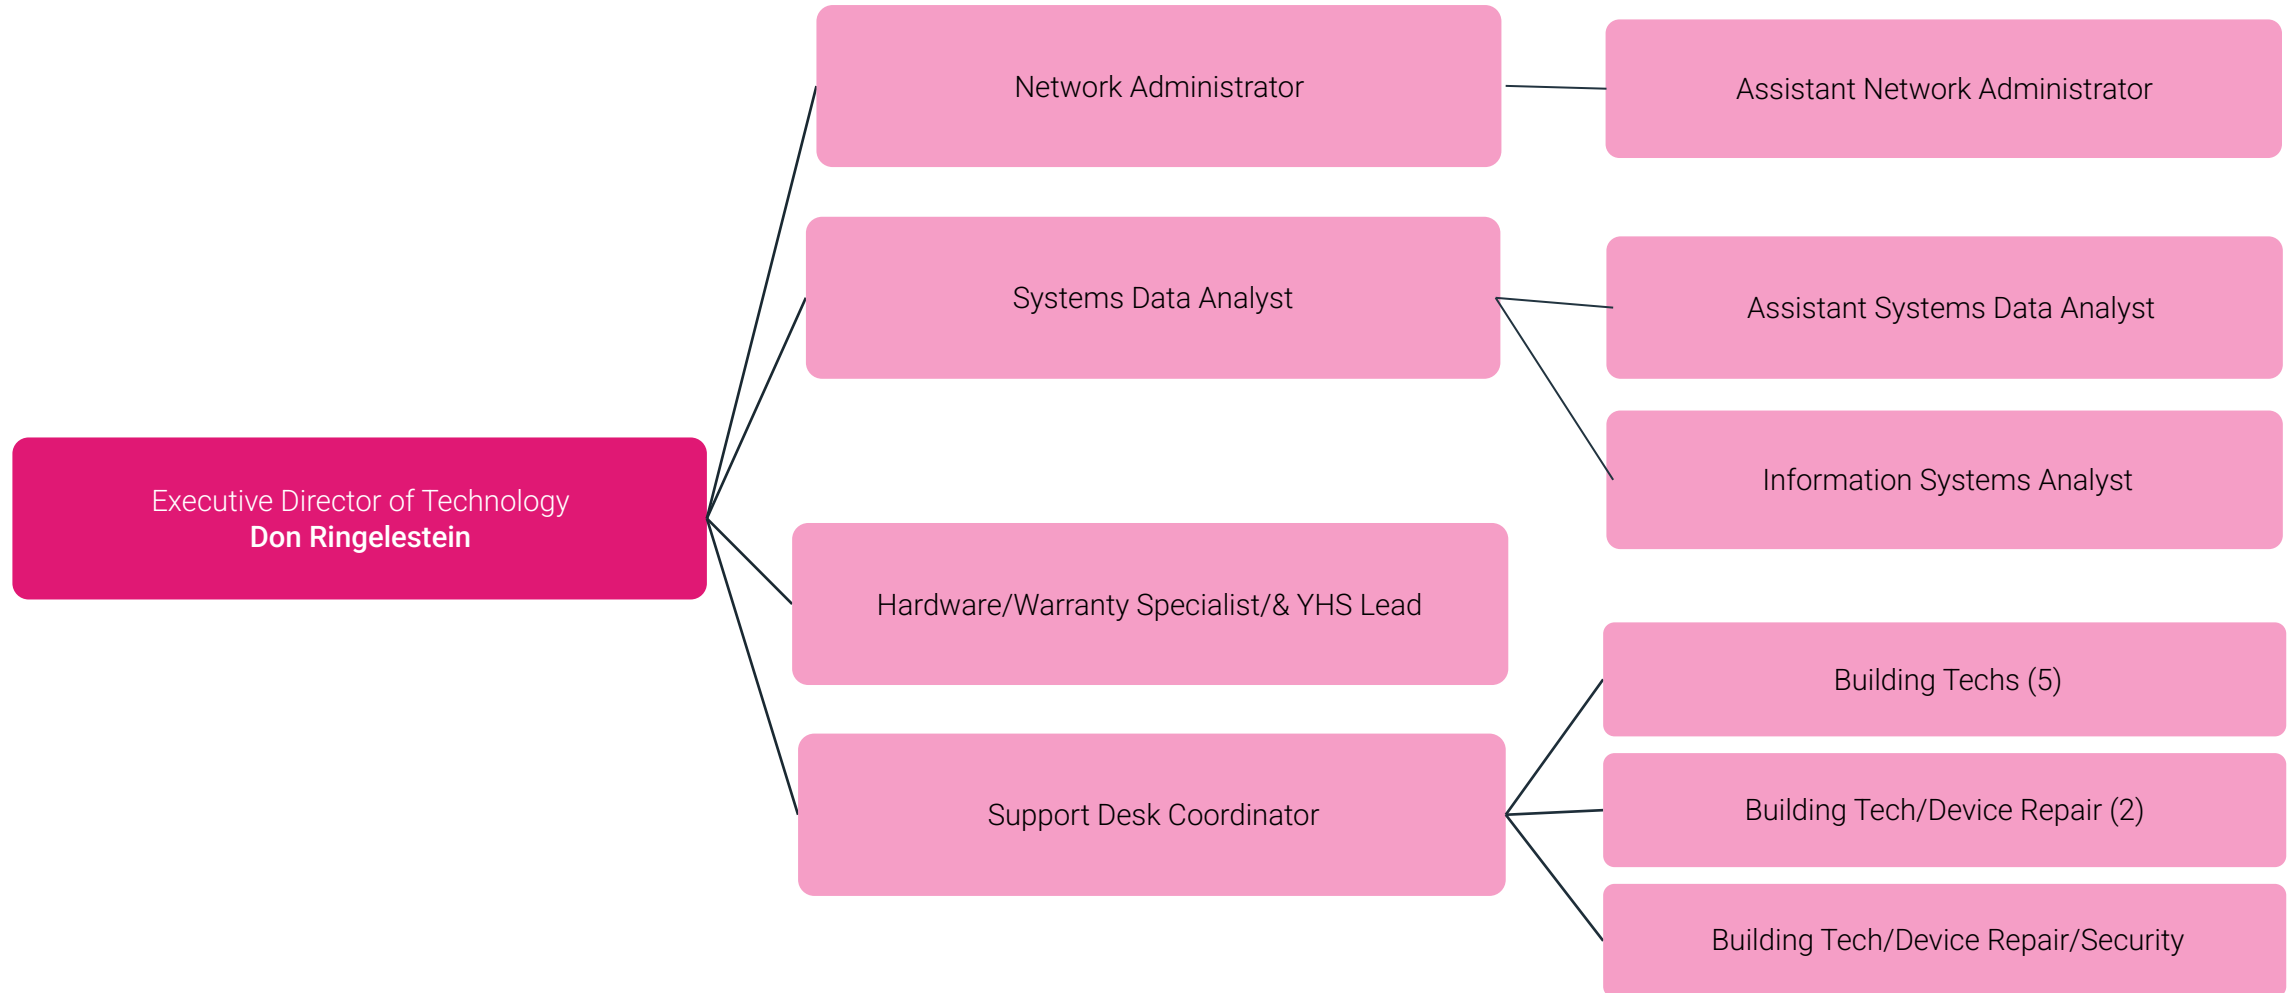 Executive Director of Technology
Don Ringelestein
Network Administrator
Assistant Network Administrator
Systems Data Analyst
Assistant Systems Data Analyst
Information Systems Analyst
Hardware/Warranty Specialist/& YHS Lead
Support Desk Coordinator
Building Techs (5)
Building Tech/Device Repair (2)
Building Tech/Device Repair/Security